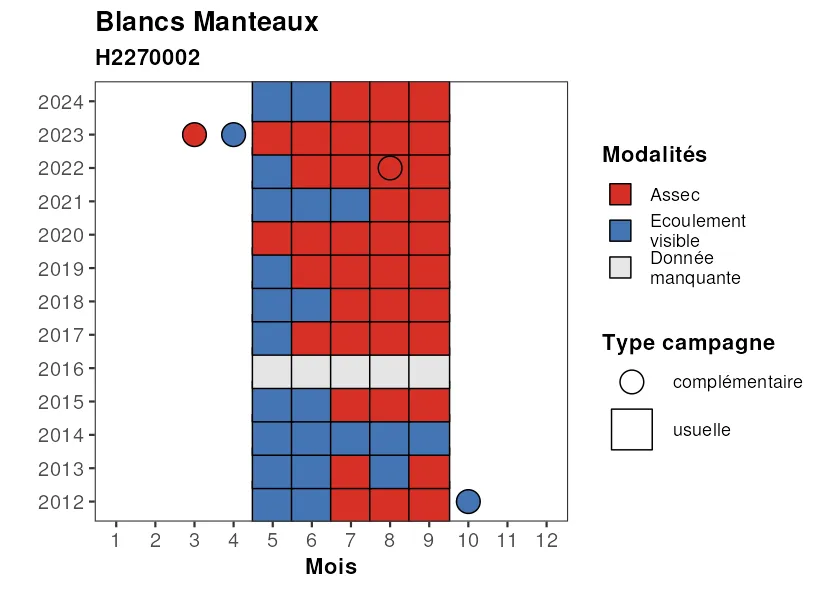 Blancs Manteaux
H2270002
2024
2023
2022
2021
2020
2019
2018
2017
2016
2015
2014
2013
2012
1 2 3 4 5 6 7 8 9 10 11 12
Mois
Modalités
Assec
Ecoulement
visible
Donnée
manquante
Type campagne
complémentaire
usuelle